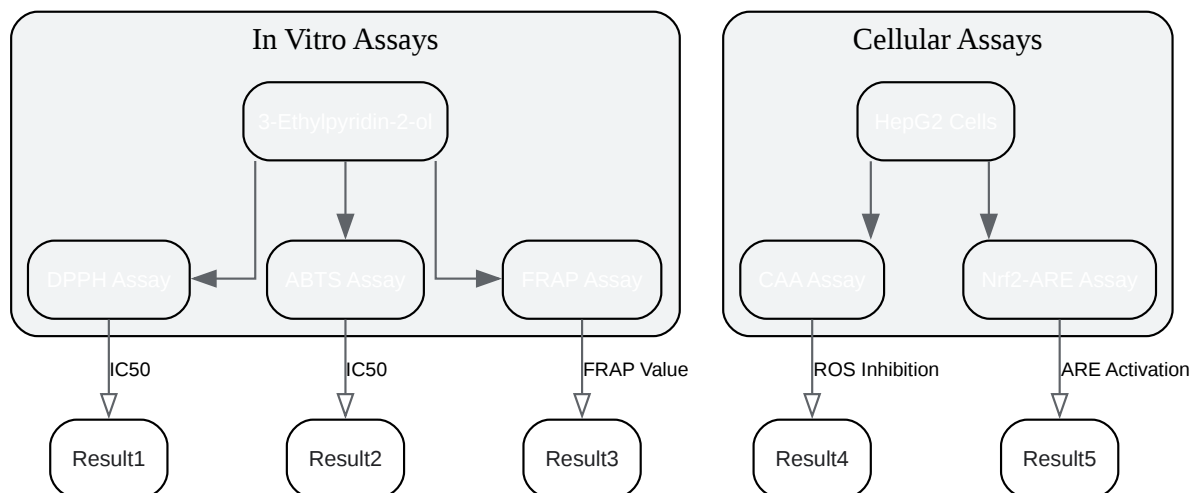 In Vitro Assays
Cellular Assays
3-Ethylpyridin-2-ol
HepG2 Cells
DPPH Assay
ABTS Assay
FRAP Assay
CAA Assay
Nrf2-ARE Assay
IC50
IC50
FRAP Value
ROS Inhibition
ARE Activation
Result1
Result2
Result3
Result4
Result5